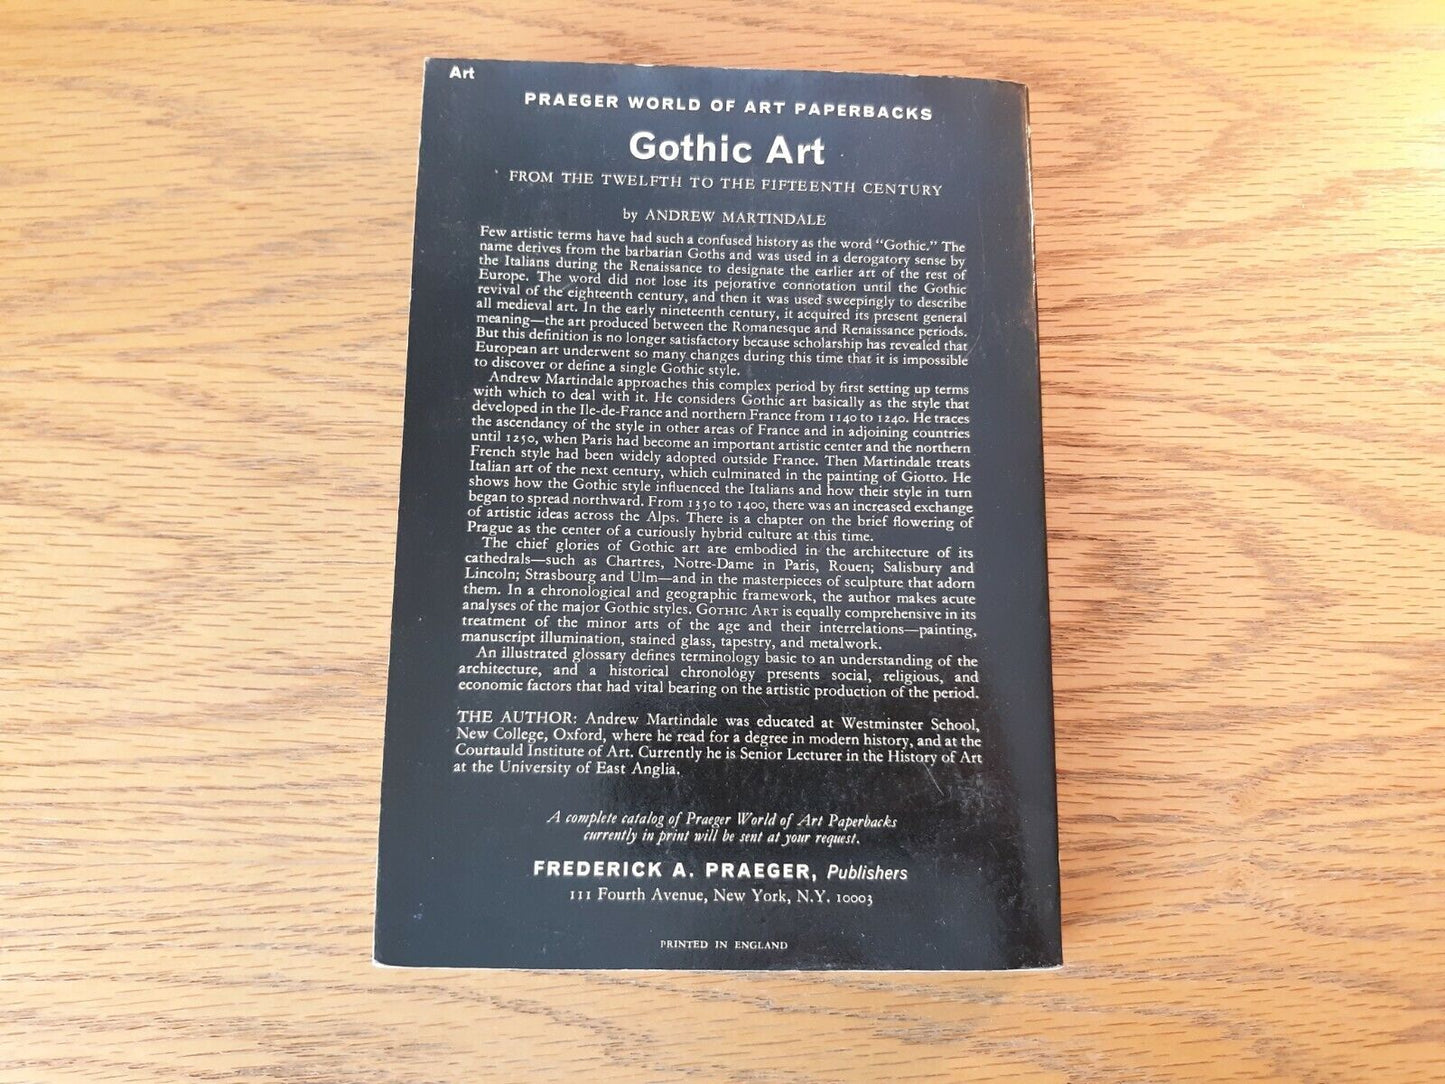 Art
PRAEGER WORLD OF ART PAPERBACKS
Gothic Art
FROM THE TWELFTH TO THE FIFTEENTH CENTURY
by ANDREW MARTINDALE
Few artistic terms have had such a confused history as the word “Gothic.” The
name derives from the barbarian Goths and was used in a derogatory sense by
the Italians during the Renaissance to designate the earlier art of the rest of
Europe. The word did not lose its pejorative connotation until the Gothic
revival of the eighteenth century, and then it was used sweepingly to describe
all medieval art. In the early nineteenth century, it acquired its present general
meaning—the art produced between the Romanesque and Renaissance periods.
But this definition is no longer satisfactory because scholarship has revealed that
European art underwent so many changes during this time that it is impossible
to discover or define a single Gothic style.
Andrew Martindale approaches this complex period by first setting up terms
with which to deal with it. He considers Gothic art basically as the style that
developed in the Ile-de-France and northern France from 1140 to 1240. He traces
the ascendancy of the style in other areas of France and in adjoining countries
until 1250, when Paris had become an important artistic center and the northern
French style had been widely adopted outside France. Then Martindale treats
Italian art of the next century, which culminated in the painting of Giotto. He
shows how the Gothic style influenced the Italians and how their style in turn
began to spread northward. From 1350 to 1400, there was an increased exchange
of artistic ideas across the Alps. There is a chapter on the brief flowering of
Prague as the center of a curiously hybrid culture at this time.
The chief glories of Gothic art are embodied in the architecture of its
cathedrals—such as Chartres, Notre-Dame in Paris, Rouen; Salisbury and
Lincoln; Strasbourg and Ulm—and in the masterpieces of sculpture that adorn
them. In a chronological and geographic framework, the author makes acute
analyses of the major Gothic styles. GOTHIC ART is equally comprehensive in its
treatment of the minor arts of the age and their interrelations—painting,
manuscript illumination, stained glass, tapestry, and metalwork.
An illustrated glossary defines terminology basic to an understanding of the
architecture, and a historical chronology presents social, religious, and
economic factors that had vital bearing on the artistic production of the period.
THE AUTHOR: Andrew Martindale was educated at Westminster School,
New College, Oxford, where he read for a degree in modern history, and at the
Courtauld Institute of Art. Currently he is Senior Lecturer in the History of Art
at the University of East Anglia.
A complete catalog of Praeger World of Art Paperbacks
currently in print will be sent at your request.
FREDERICK A. PRAEGER, Publishers
111 Fourth Avenue, New York, N.Y. 10003
PRINTED IN ENGLAND